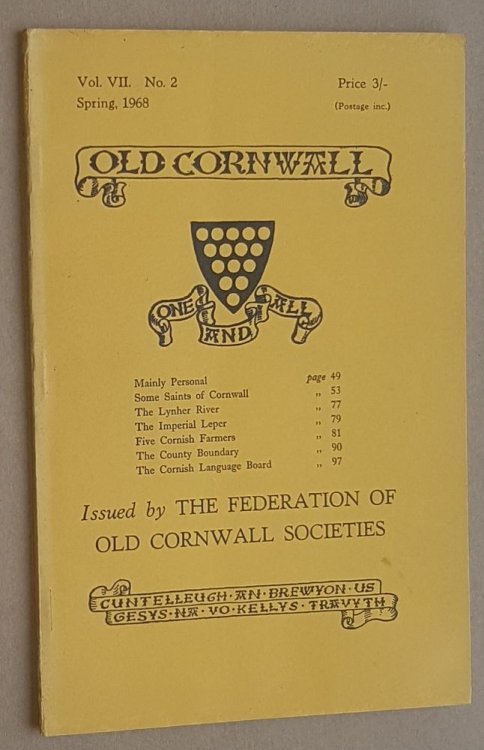 Vol. VII. No. 2
Price 3/-
Spring, 1968
(Postage inc.)
OLD CORNWALL
ONE AND ALL
Mainly Personal page 49
Some Saints of Cornwall „ 53
The Lynher River „ 77
The Imperial Leper „ 79
Five Cornish Farmers „ 81
The County Boundary „ 90
The Cornish Language Board „ 97
Issued by THE FEDERATION OF
OLD CORNWALL SOCIETIES
CUNTELLEUGH·AN·BREWYON·US
GESYS·NA·VO·KELLYS·TRAVYTH